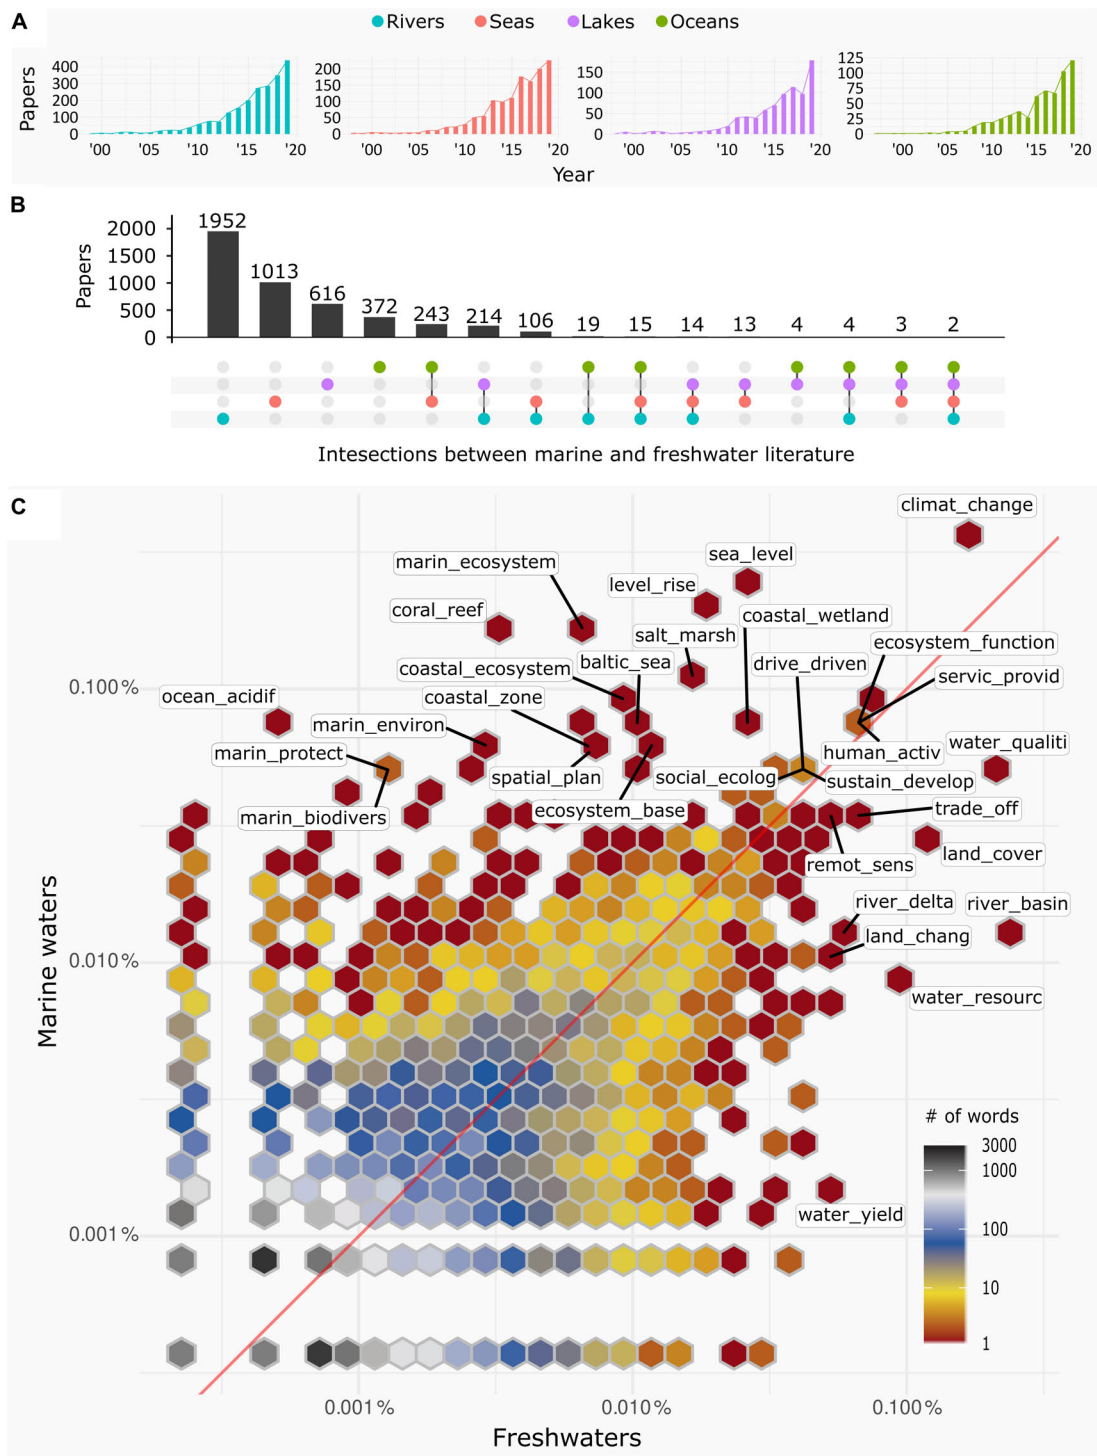 A
Rivers Seas Lakes Oceans
Papers
400
300
200
100
0
'00 '05 '10 '15 '20
200
150
100
50
0
'00 '05 '10 '15 '20
150
100
50
0
'00 '05 '10 '15 '20
125
100
75
50
25
0
'00 '05 '10 '15 '20
Year
B
Papers
2000
1500
1000
500
0
1952 1013 616 372 243 214 106 19 15 14 13 4 4 3 2
Intesections between marine and freshwater literature
C
climat_change
sea_level
marin_ecosystem
level_rise
coral_reef
coastal_wetland
salt_marsh
ecosystem_function
baltic_sea
drive_driven
coastal_ecosystem
servic_provid
0.100%
ocean_acidif
coastal_zone
marin_environ
human_activ
water_qualiti
marin_protect
spatial_plan
social_ecolog
sustain_develop
marin_biodivers
ecosystem_base
trade_off
land_cover
remot_sens
river_delta
river_basin
land_chang
0.010%
water_resourc
Marine waters
# of words
3000
1000
100
10
1
water_yield
0.001%
0.001% 0.010% 0.100%
Freshwaters